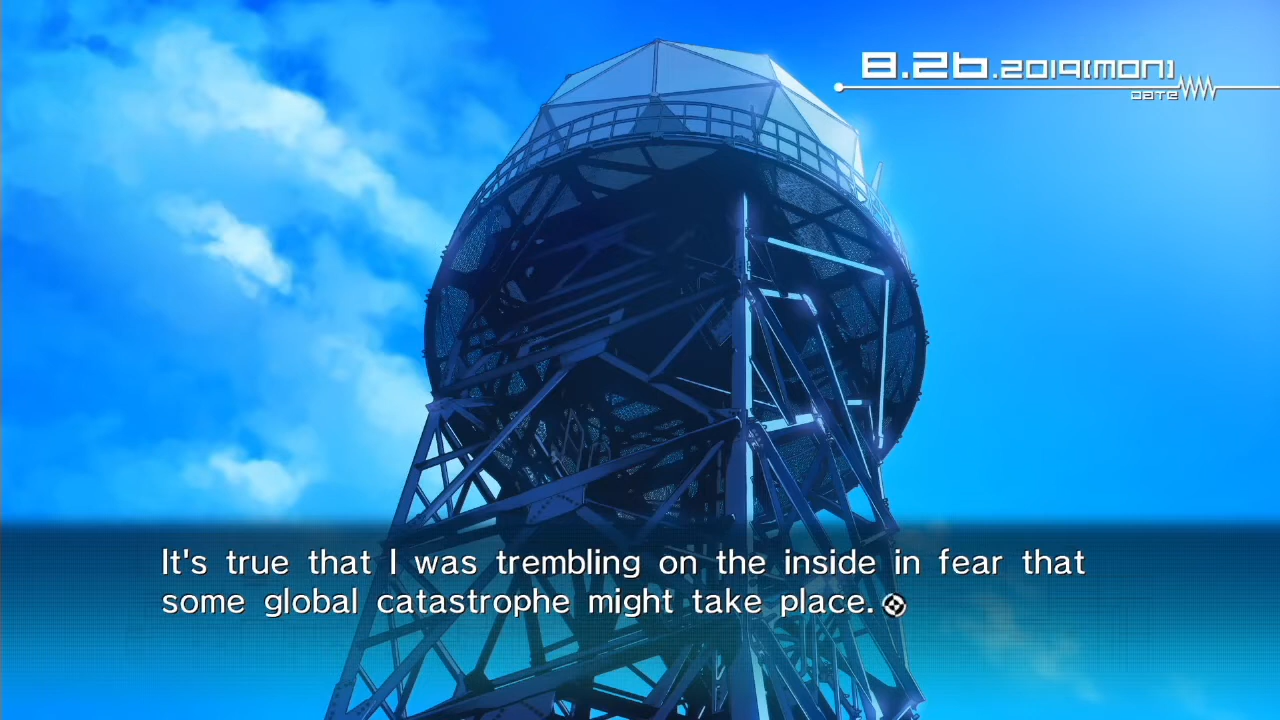 8.26.2019[MON]
DATE
It's true that I was trembling on the inside in fear that
some global catastrophe might take place.